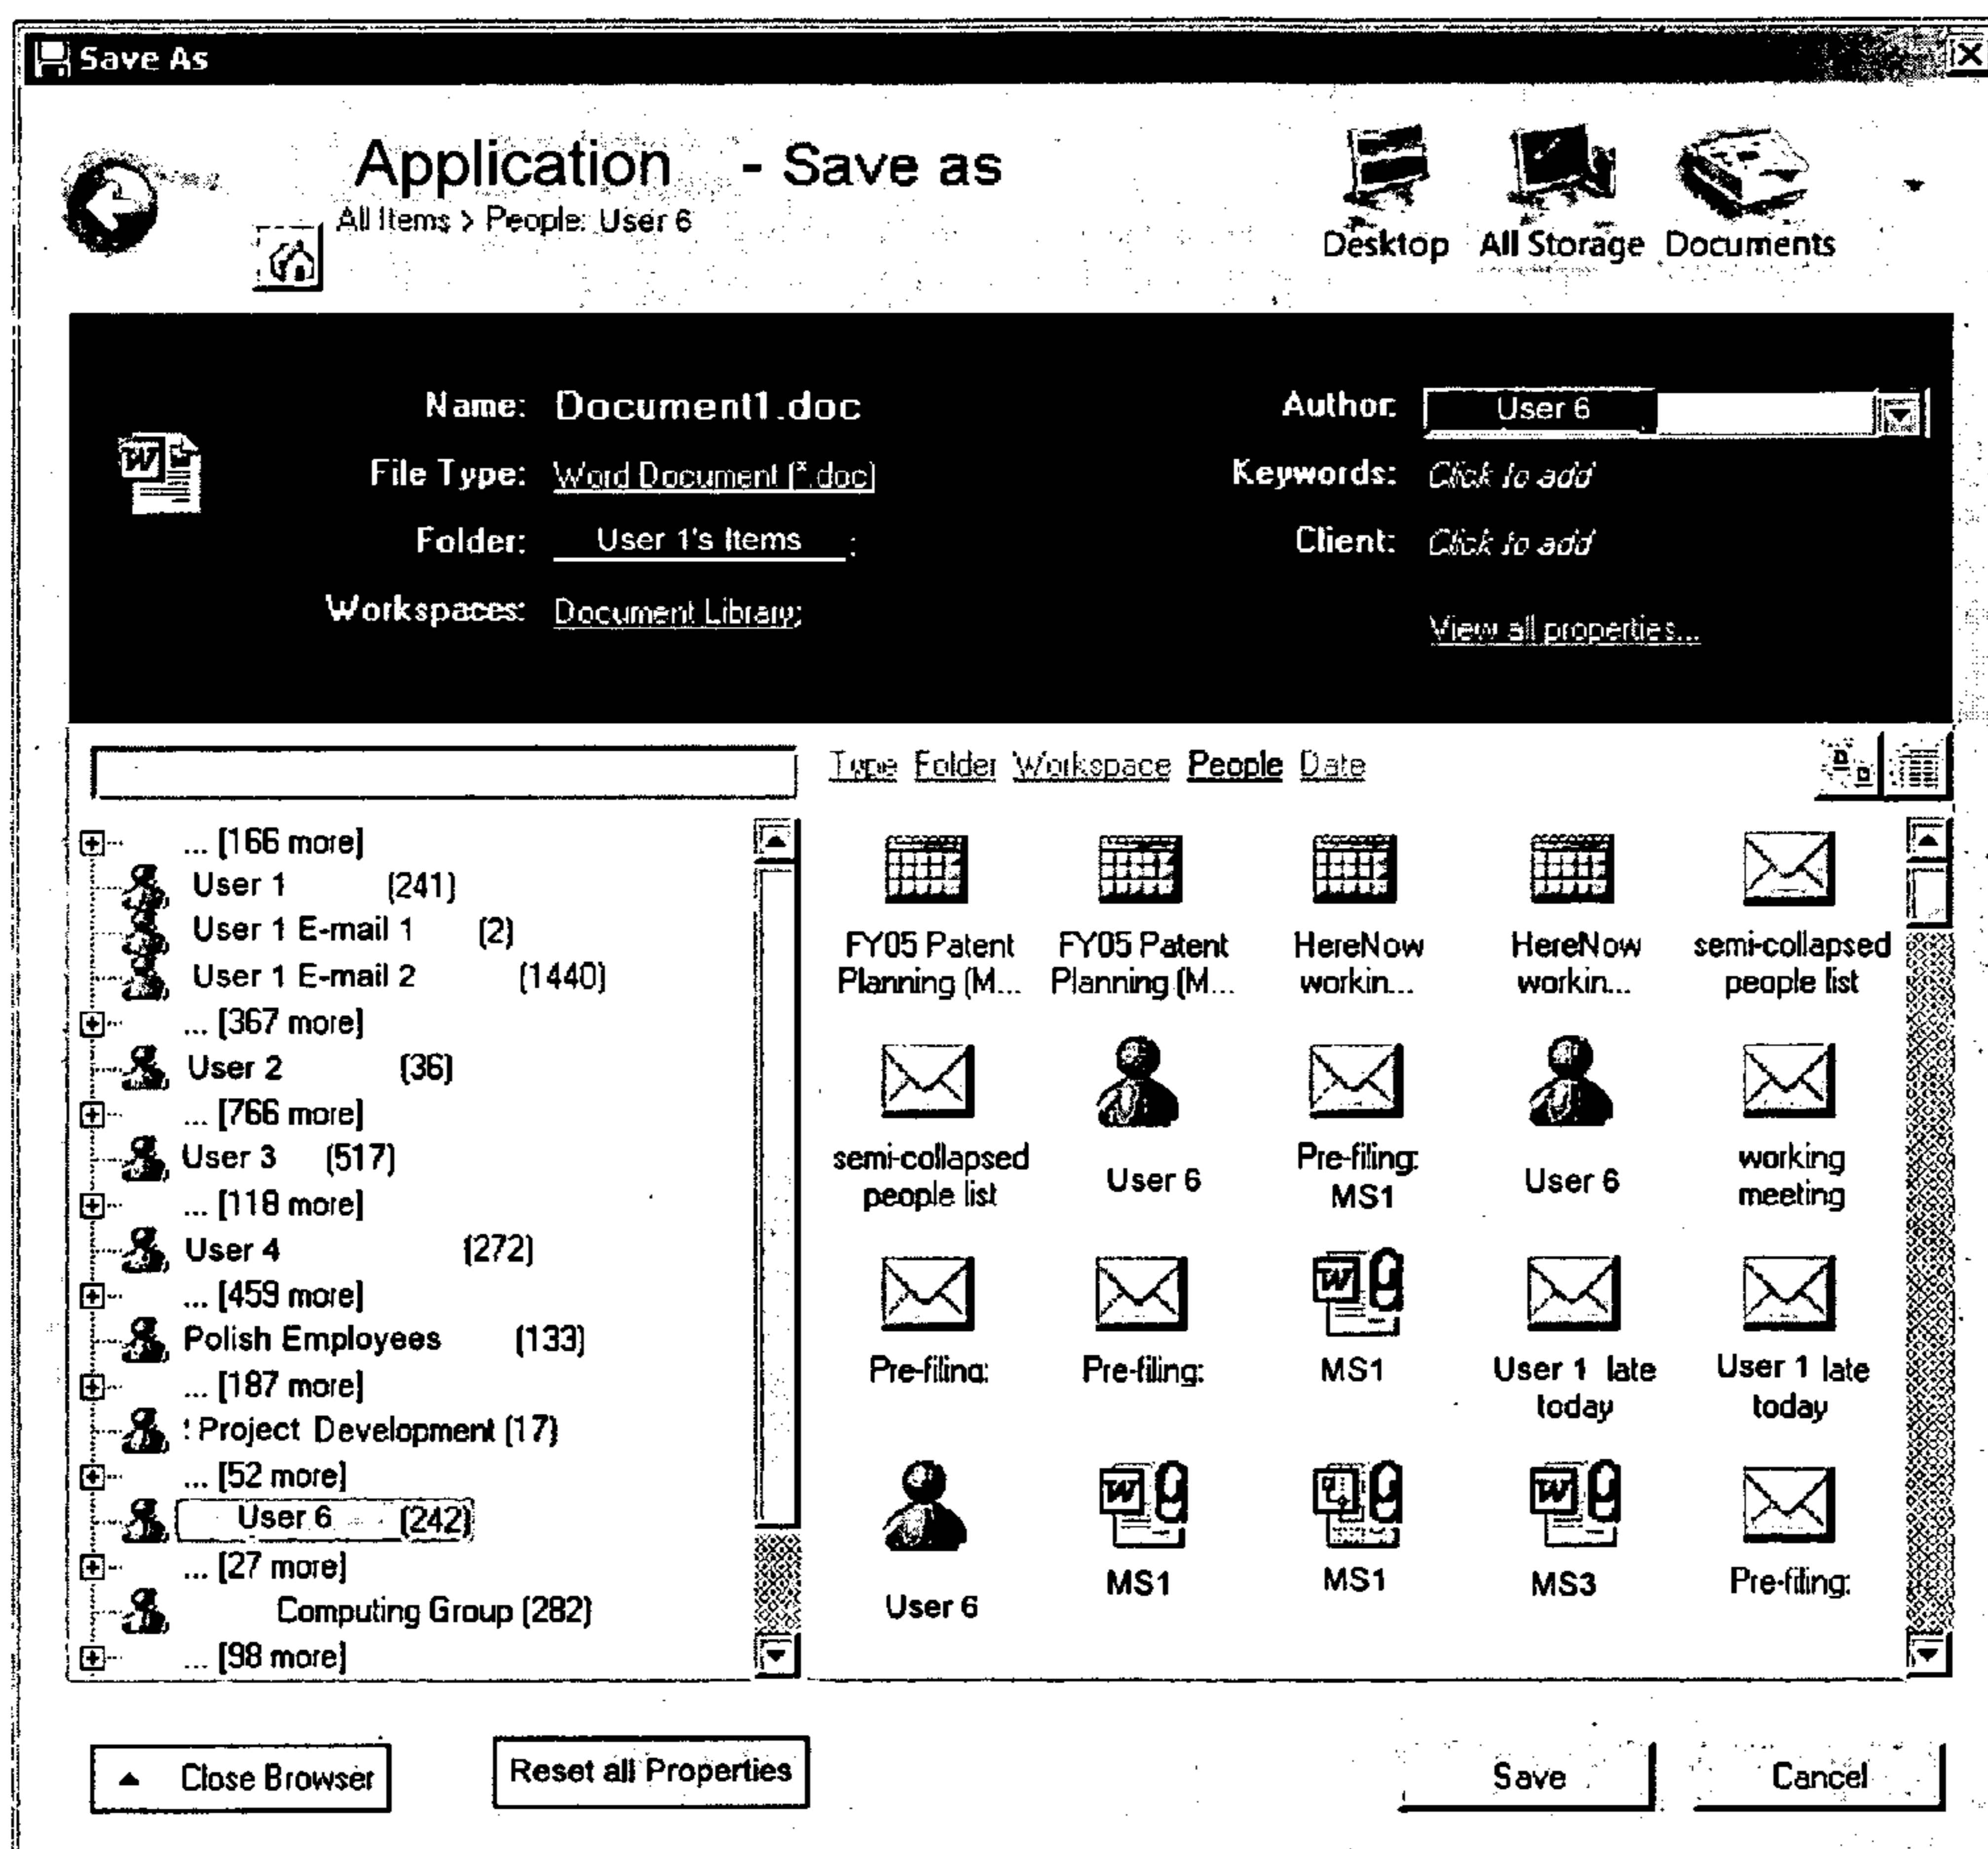 Save As
Application - Save as
All Items > People: User 6
Desktop All Storage Documents
Name: Document1.doc
File Type: Word Document (*.doc)
Folder: User 1's Items ;
Workspaces: Document Library;
Author: User 6
Keywords: Click to add
Client: Click to add
View all properties...
Type Folder Workspace People Date
... [166 more]
User 1 (241)
User 1 E-mail 1 (2)
User 1 E-mail 2 (1440)
... [367 more]
User 2 (36)
... [766 more]
User 3 (517)
... [118 more]
User 4 (272)
... [459 more]
Polish Employees (133)
... [187 more]
Project Development (17)
... [52 more]
User 6 (242)
... [27 more]
Computing Group (282)
... [98 more]
FY05 Patent
Planning (M...
FY05 Patent
Planning (M...
HereNow
workin...
HereNow
workin...
semi-collapsed
people list
semi-collapsed
people list
User 6
Pre-filing:
MS1
User 6
working
meeting
Pre-filing:
Pre-filing:
MS1
User 1 late
today
User 1 late
today
User 6
MS1
MS1
MS3
Pre-filing:
Close Browser
Reset all Properties
Save
Cancel